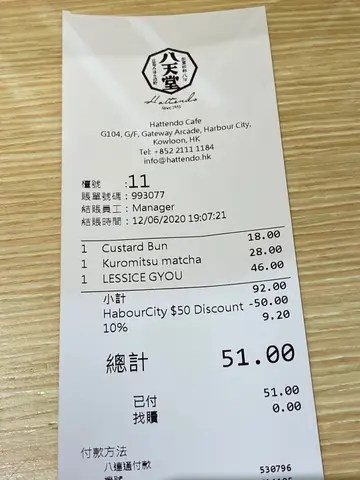 八天堂
Hattendo
Since 1933
Hattendo Cafe
G104, G/F, Gateway Arcade, Harbour City,
Kowloon, HK
Tel: +852 2111 1184
info@hattendo.hk
檯號 :11
賬單號碼 : 993077
結賬員工 : Manager
結賬時間 : 12/06/2020 19:07:21
1 Custard Bun 18.00
1 Kuromitsu matcha 28.00
1 LESSICE GYOU 46.00
小計 92.00
HabourCity $50 Discount -50.00
10% 9.20
總計 51.00
已付 51.00
找贖 0.00
付款方法
八達通付款 530796